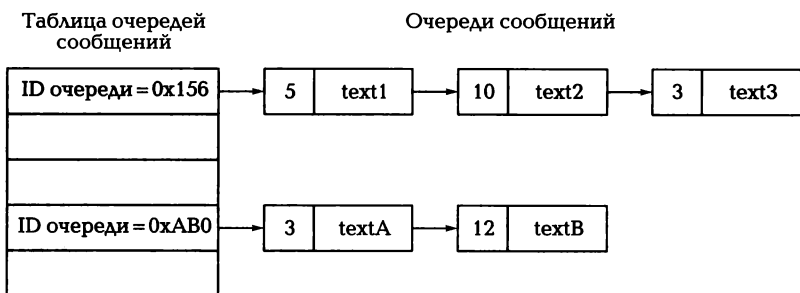 Таблица очередей
сообщений
Очереди сообщений
ID очереди = 0x156
5
text1
10
text2
3
text3
ID очереди = 0xAB0
3
textA
12
textB